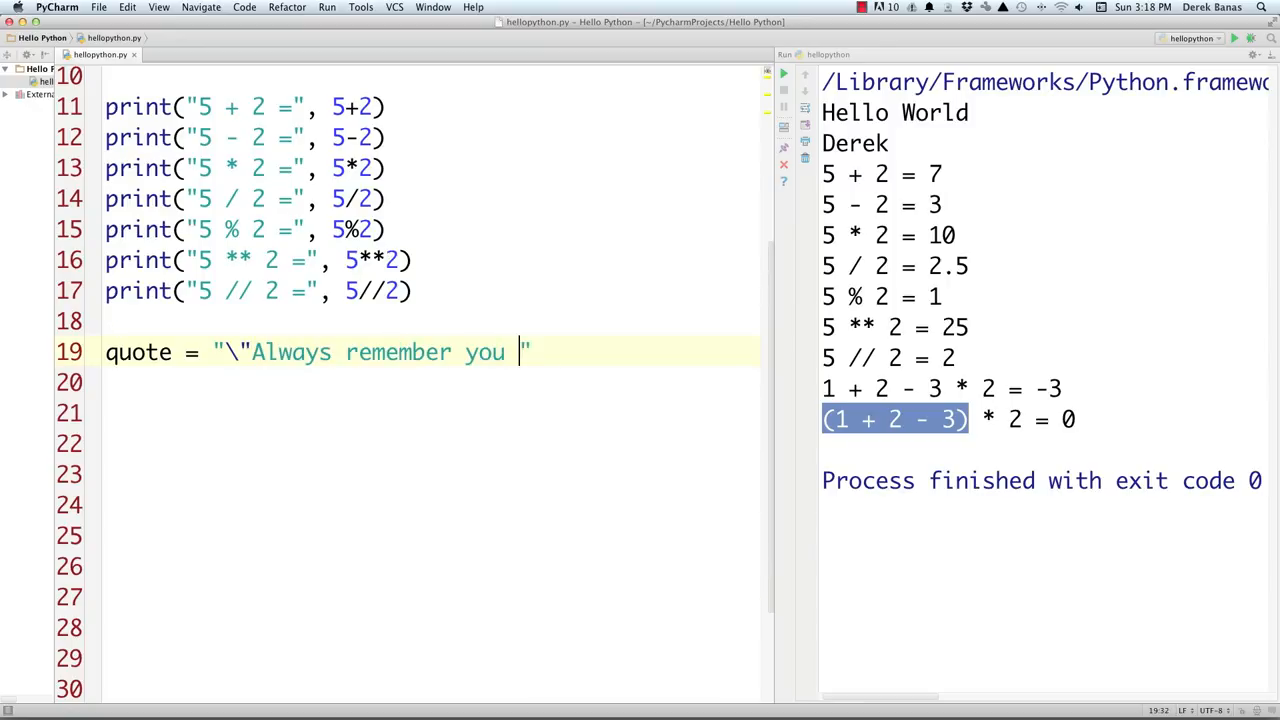 PyCharm File Edit View Navigate Code Refactor Run Tools VCS Window Help 10 Sun 3:18 PM Derek Banas
hellopython.py – Hello Python – [~/PycharmProjects/Hello Python]
Hello Python hellopython.py hellopython
hellopython.py
Run hellopython
Hello P
hell
Externa
10
11 print("5 + 2 =", 5+2)
12 print("5 - 2 =", 5-2)
13 print("5 * 2 =", 5*2)
14 print("5 / 2 =", 5/2)
15 print("5 % 2 =", 5%2)
16 print("5 ** 2 =", 5**2)
17 print("5 // 2 =", 5//2)
18
19 quote = "\"Always remember you "
20
21
22
23
24
25
26
27
28
29
30
/Library/Frameworks/Python.framewo
Hello World
Derek
5 + 2 = 7
5 - 2 = 3
5 * 2 = 10
5 / 2 = 2.5
5 % 2 = 1
5 ** 2 = 25
5 // 2 = 2
1 + 2 - 3 * 2 = -3
(1 + 2 - 3) * 2 = 0
Process finished with exit code 0
19:32 LF UTF-8